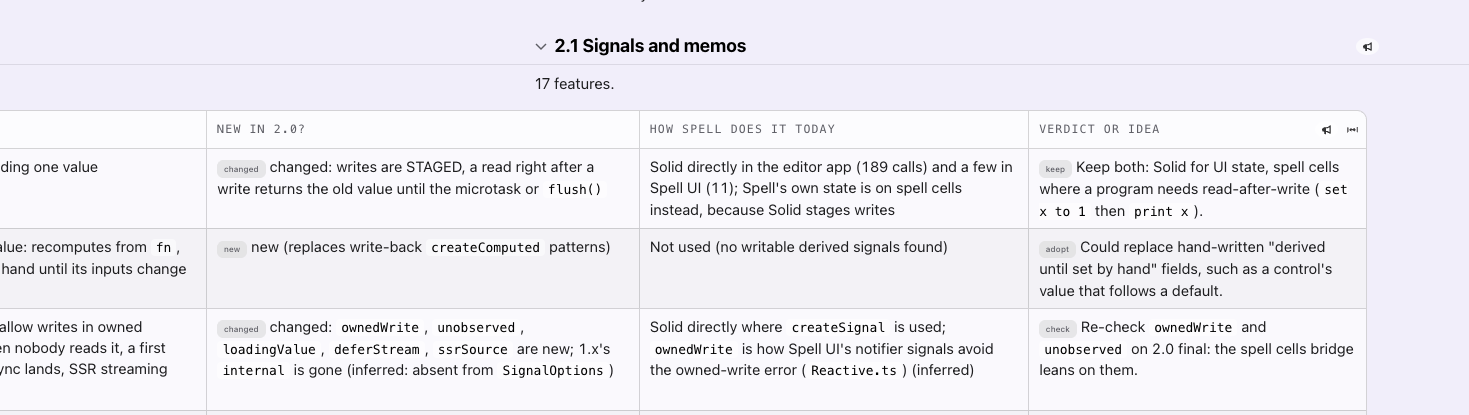 2.1 Signals and memos
17 features.
NEW IN 2.0?
HOW SPELL DOES IT TODAY
VERDICT OR IDEA
ding one value
changed changed: writes are STAGED, a read right after a
write returns the old value until the microtask or flush()
Solid directly in the editor app (189 calls) and a few in
Spell UI (11); Spell's own state is on spell cells
instead, because Solid stages writes
keep Keep both: Solid for UI state, spell cells
where a program needs read-after-write ( set
x to 1 then print x ).
alue: recomputes from fn ,
hand until its inputs change
new new (replaces write-back createComputed patterns)
Not used (no writable derived signals found)
adopt Could replace hand-written "derived
until set by hand" fields, such as a control's
value that follows a default.
allow writes in owned
en nobody reads it, a first
ync lands, SSR streaming
changed changed: ownedWrite , unobserved ,
loadingValue , deferStream , ssrSource are new; 1.x's
internal is gone (inferred: absent from SignalOptions )
Solid directly where createSignal is used;
ownedWrite is how Spell UI's notifier signals avoid
the owned-write error ( Reactive.ts ) (inferred)
check Re-check ownedWrite and
unobserved on 2.0 final: the spell cells bridge
leans on them.